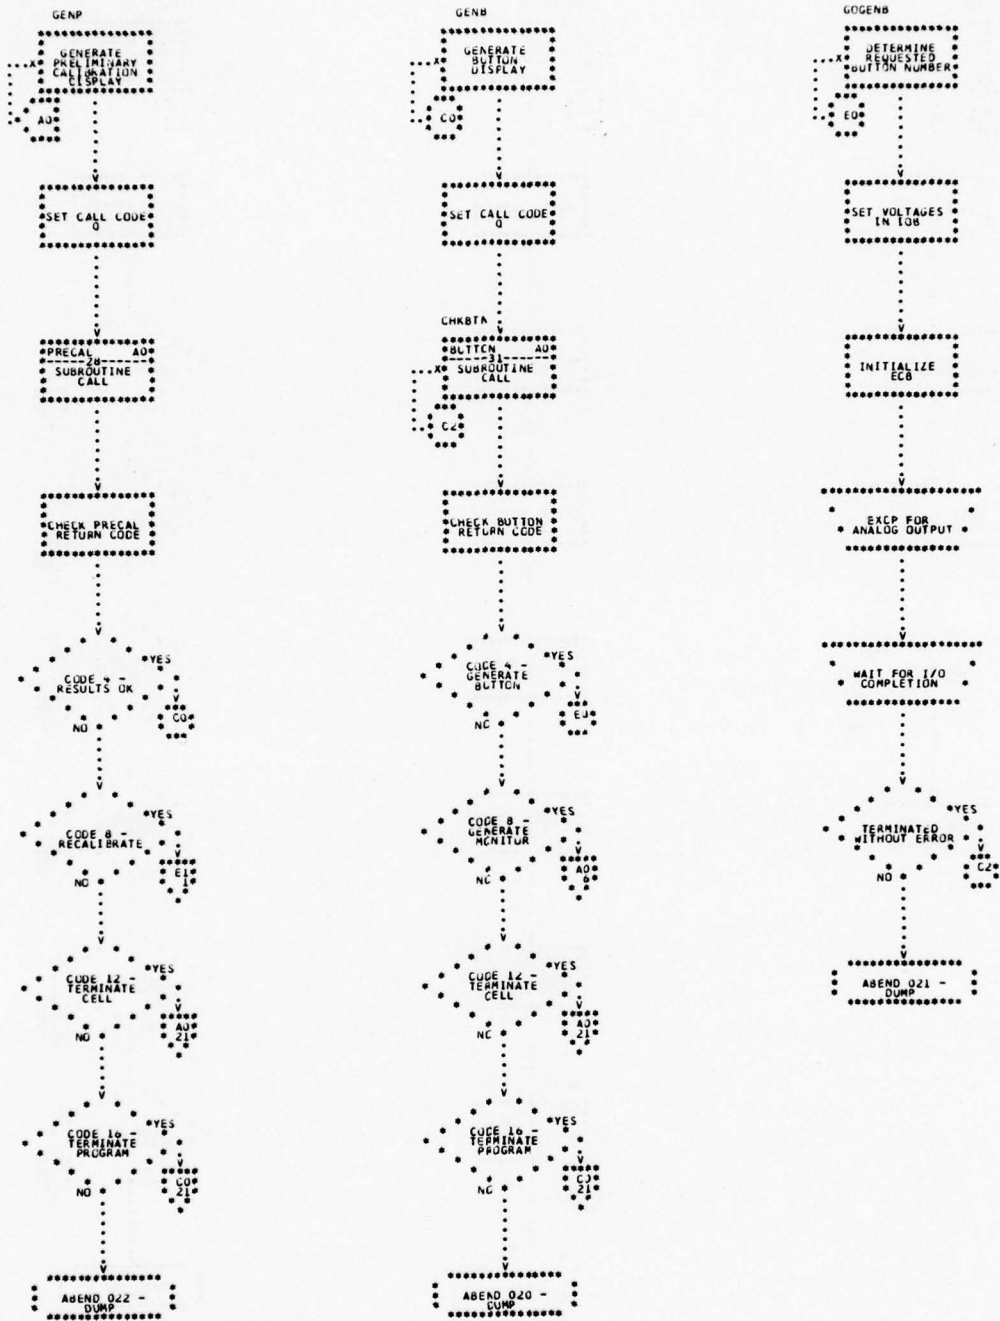 GENP
GENERATE
PRELIMINARY
CALIBRATION
DISPLAY
A0
SET CALL CODE
0
PRECAL A0
28
SUBROUTINE
CALL
CHECK PRECAL
RETURN CODE
CODE 4 -
RESULTS OK
YES
C0
NO
CODE 8 -
RECALIBRATE
YES
E1
1
NO
CODE 12 -
TERMINATE
CELL
YES
A0
21
NO
CODE 16 -
TERMINATE
PROGRAM
YES
C0
21
NO
ABEND 022 -
DUMP
GENB
GENERATE
BUTTON
DISPLAY
C0
SET CALL CODE
0
CHKBTN
BUTTON A0
31
SUBROUTINE
CALL
C2
CHECK BUTTON
RETURN CODE
CODE 4 -
GENERATE
BUTTON
YES
E0
NO
CODE 8 -
GENERATE
MONITOR
YES
A0
6
NO
CODE 12 -
TERMINATE
CELL
YES
A0
21
NO
CODE 16 -
TERMINATE
PROGRAM
YES
C0
21
NO
ABEND 020 -
DUMP
GOGENB
DETERMINE
REQUESTED
BUTTON NUMBER
E0
SET VOLTAGES
IN IOB
INITIALIZE
ECB
EXCP FOR
ANALOG OUTPUT
WAIT FOR I/O
COMPLETION
TERMINATED
WITHOUT ERROR
YES
C2
NO
ABEND 021 -
DUMP